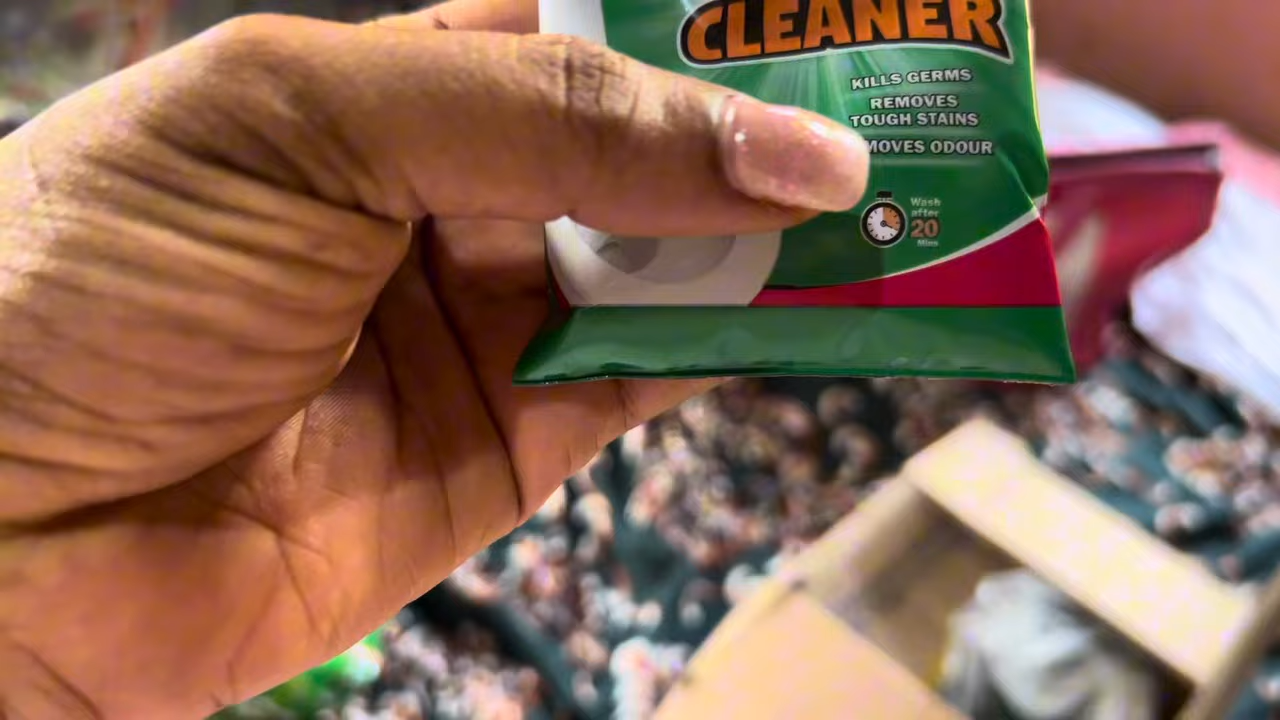 CLEANER
KILLS GERMS
REMOVES
TOUGH STAINS
MOVES ODOUR
Wash
after
20
Mins